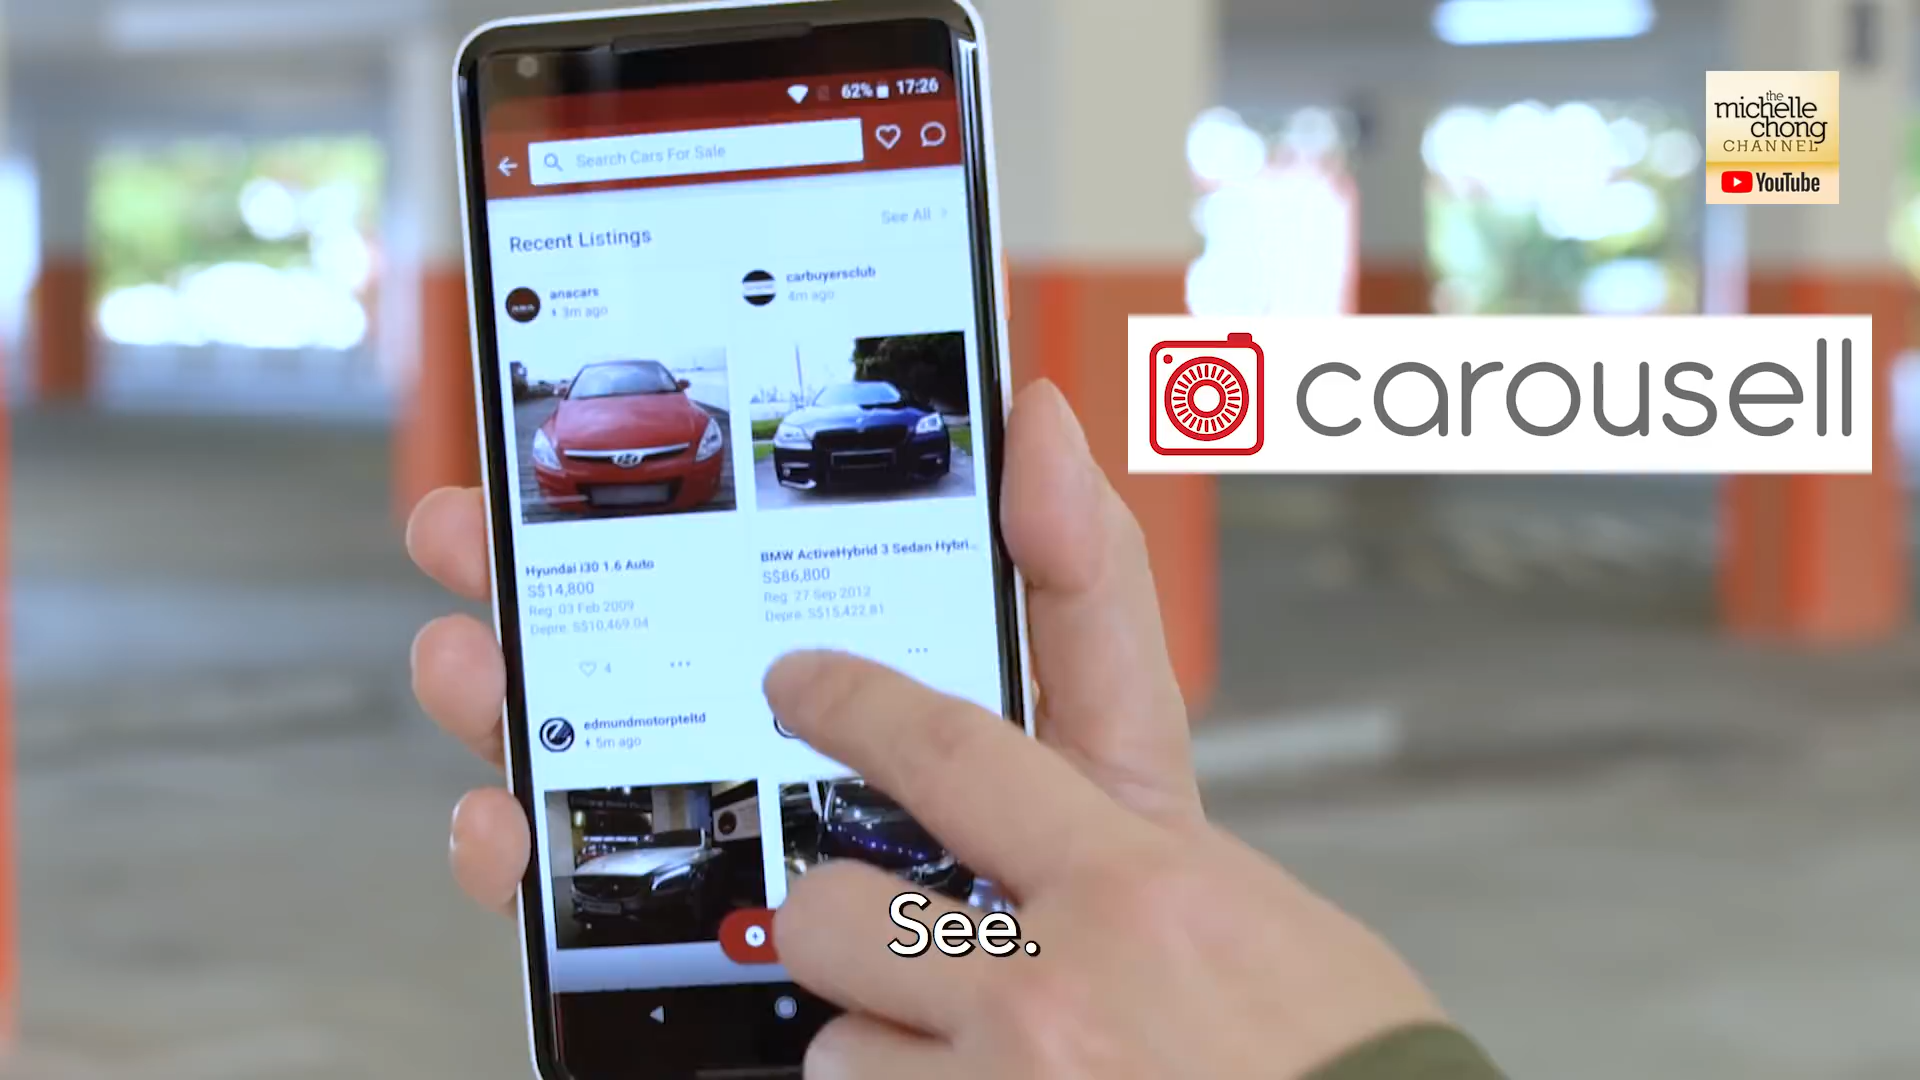 62% 17:26
Search Cars For Sale
Recent Listings
See All
anacars
3m ago
carbuyersclub
4m ago
Hyundai i30 1.6 Auto
S$14,800
Reg. 03 Feb 2009
Depre. S$10,469.04
4
BMW ActiveHybrid 3 Sedan Hybri...
S$86,800
Reg. 27 Sep 2012
Depre. S$15,422.81
edmundmotorpteltd
5m ago
the
michelle
chong
CHANNEL
YouTube
carousell
See.